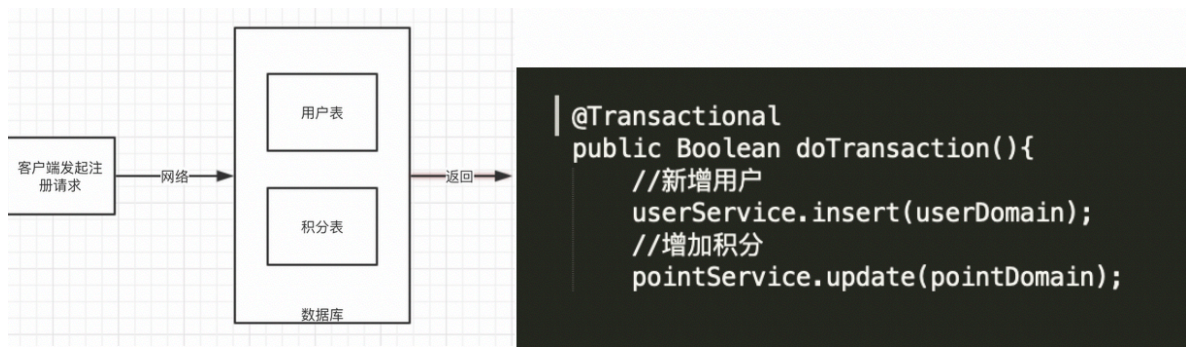 客户端发起注
册请求
网络
用户表
积分表
数据库
返回
@Transactional
public Boolean doTransaction(){
//新增用户
userService.insert(userDomain);
//增加积分
pointService.update(pointDomain);